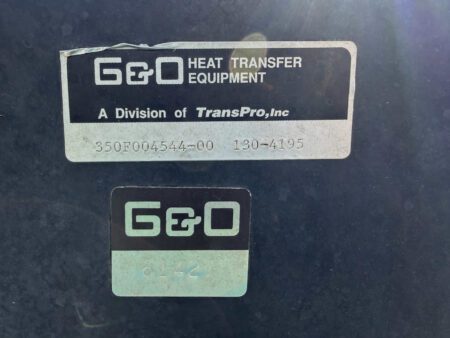 G&O HEAT TRANSFER
EQUIPMENT
A Division of TransPro,Inc
350F004544-00 130-4195
G&O